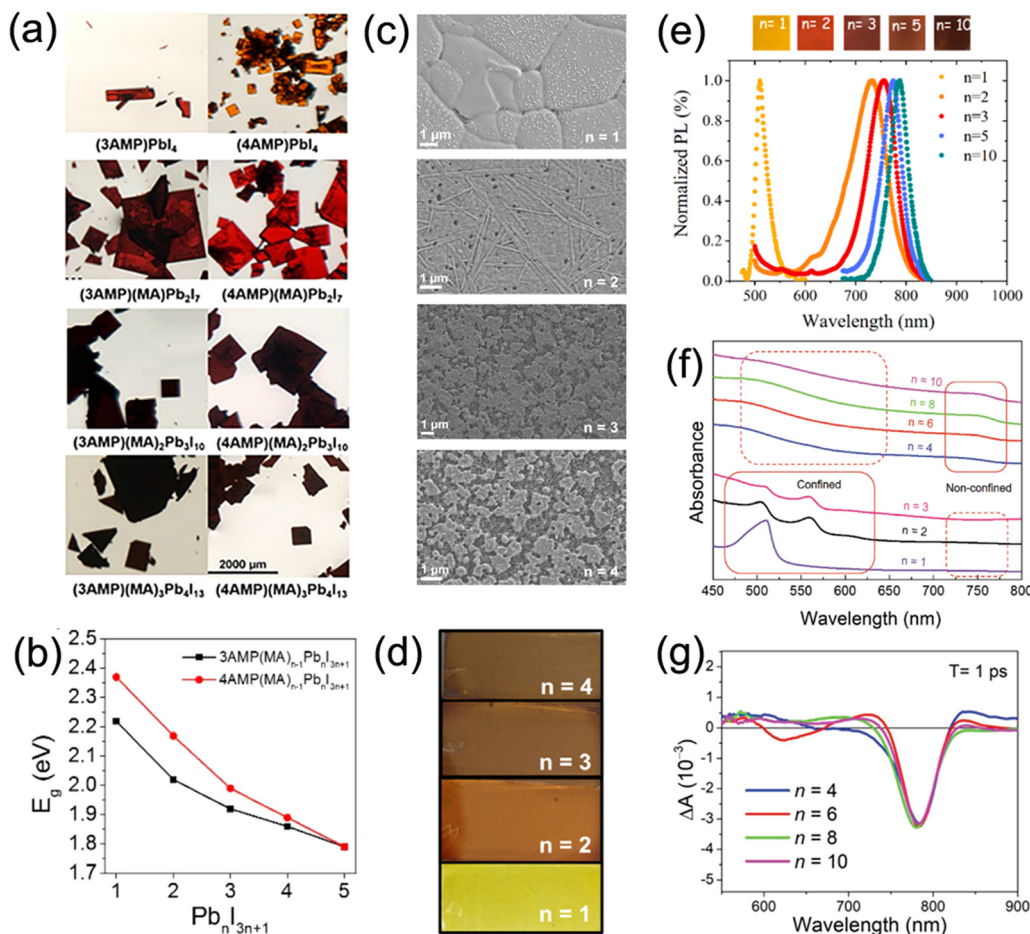 (a)
(3AMP)PbI₄ (4AMP)PbI₄
(3AMP)(MA)Pb₂I₇ (4AMP)(MA)Pb₂I₇
(3AMP)(MA)₂Pb₃I₁₀ (4AMP)(MA)₂Pb₃I₁₀
2000 µm
(3AMP)(MA)₃Pb₄I₁₃ (4AMP)(MA)₃Pb₄I₁₃
(b)
2.5
2.4
2.3
2.2
2.1
2.0
1.9
1.8
1.7
E_g (eV)
3AMP(MA)ₙ₋₁PbₙI₃ₙ₊₁
4AMP(MA)ₙ₋₁PbₙI₃ₙ₊₁
1 2 3 4 5
PbₙI₃ₙ₊₁
(c)
1 µm n = 1
1 µm n = 2
1 µm n = 3
1 µm n = 4
(d)
n = 4
n = 3
n = 2
n = 1
(e)
n= 1 n= 2 n= 3 n= 5 n= 10
Normalized PL (%)
1.0
0.8
0.6
0.4
0.2
0.0
n=1
n=2
n=3
n=5
n=10
500 600 700 800 900 1000
Wavelength (nm)
(f)
Absorbance
n = 10
n = 8
n = 6
n = 4
Confined Non-confined
n = 3
n = 2
n = 1
450 500 550 600 650 700 750 800
Wavelength (nm)
(g)
T= 1 ps
ΔA (10⁻³)
1
0
-1
-2
-3
-4
-5
n = 4
n = 6
n = 8
n = 10
600 700 800 900
Wavelength (nm)